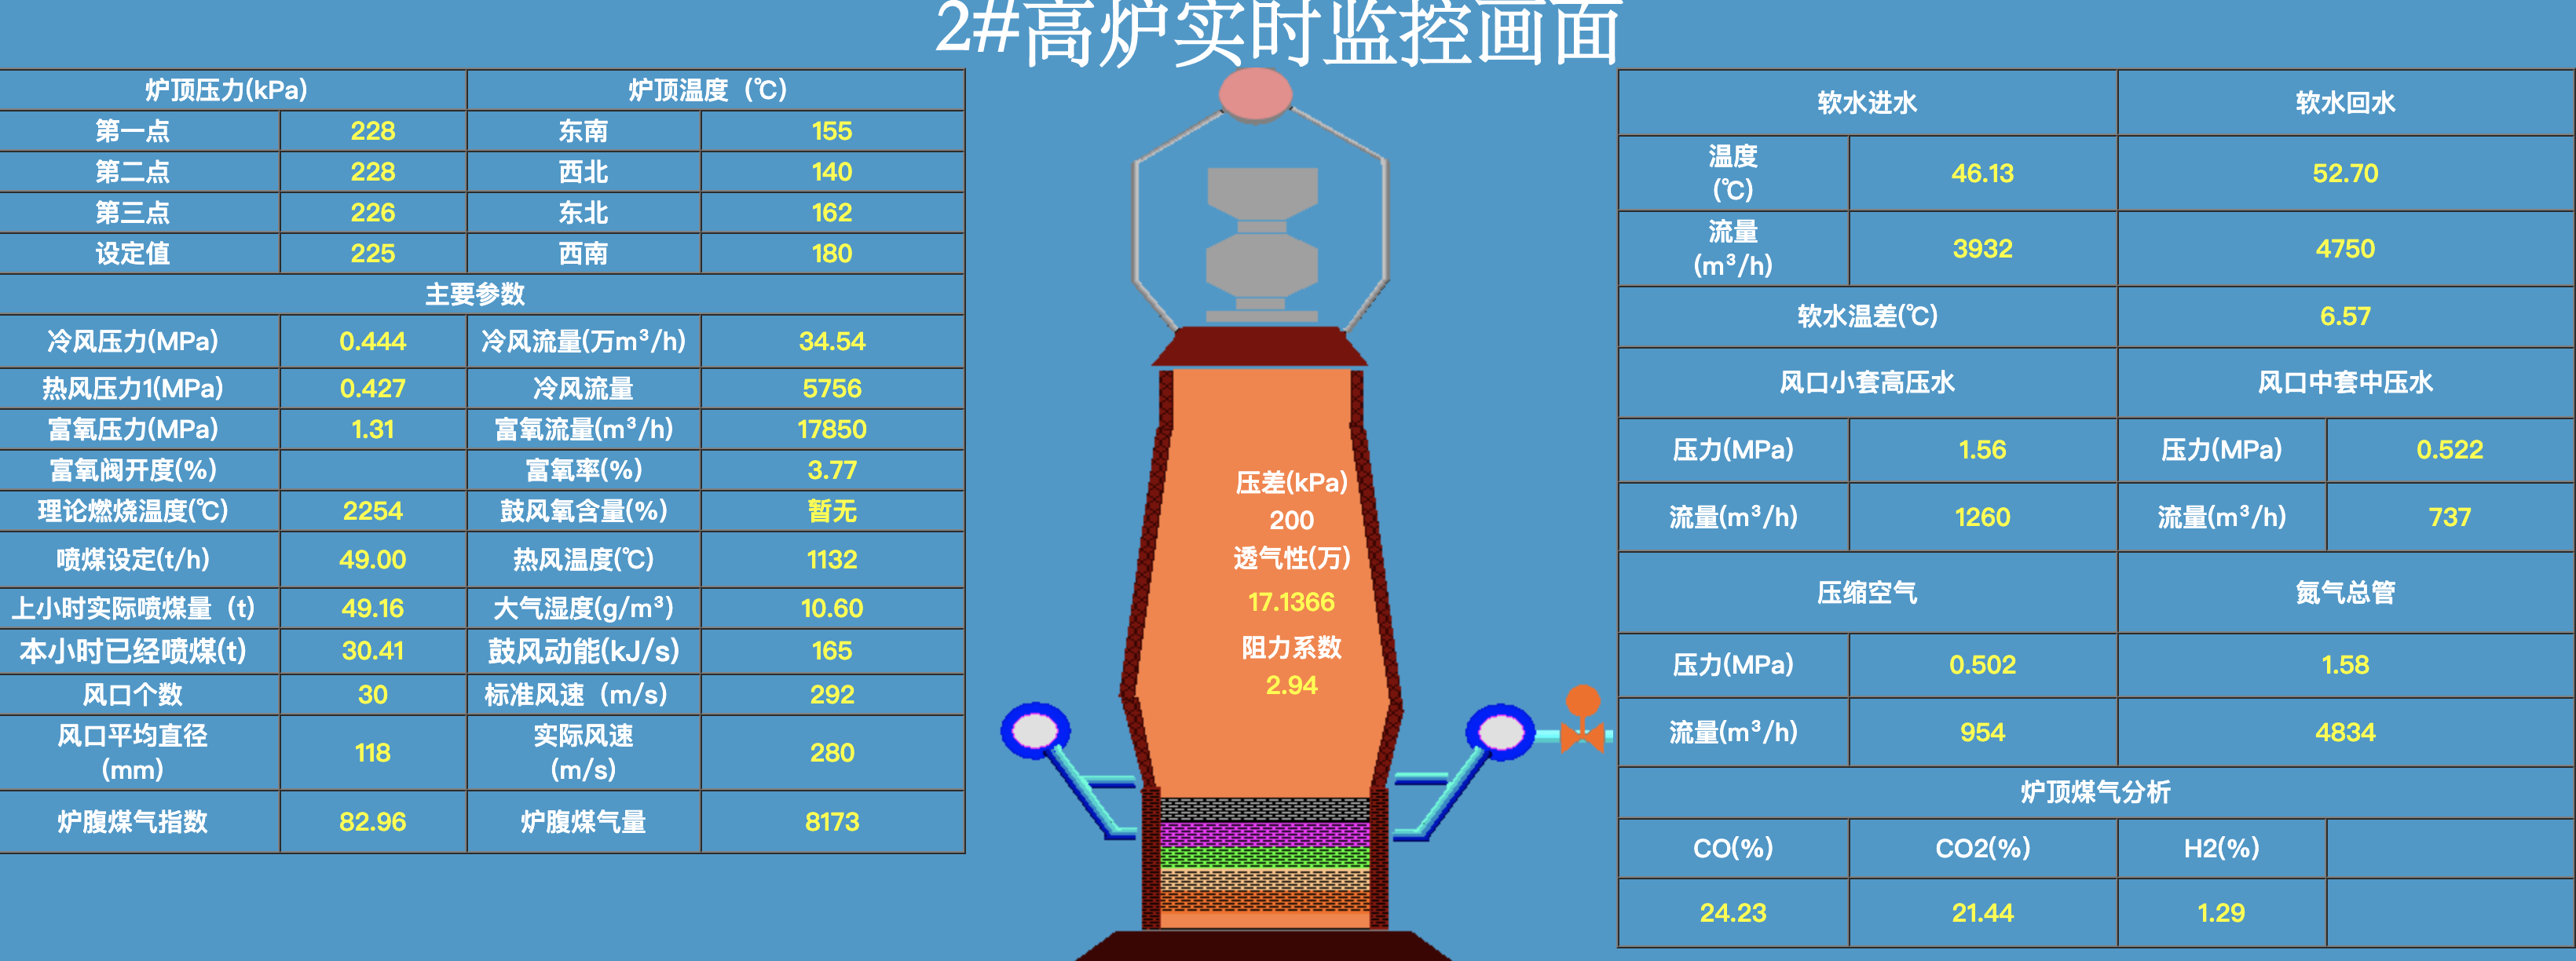 2#高炉实时监控画面
炉顶压力(kPa) 炉顶温度（℃）
第一点 228 东南 155
第二点 228 西北 140
第三点 226 东北 162
设定值 225 西南 180
主要参数
冷风压力(MPa) 0.444 冷风流量(万m³/h) 34.54
热风压力1(MPa) 0.427 冷风流量 5756
富氧压力(MPa) 1.31 富氧流量(m³/h) 17850
富氧阀开度(%) 富氧率(%) 3.77
理论燃烧温度(℃) 2254 鼓风氧含量(%) 暂无
喷煤设定(t/h) 49.00 热风温度(℃) 1132
上小时实际喷煤量（t） 49.16 大气湿度(g/m³) 10.60
本小时已经喷煤(t) 30.41 鼓风动能(kJ/s) 165
风口个数 30 标准风速（m/s） 292
风口平均直径
(mm) 118 实际风速
(m/s) 280
炉腹煤气指数 82.96 炉腹煤气量 8173
压差(kPa)
200
透气性(万)
17.1366
阻力系数
2.94
软水进水 软水回水
温度
(℃) 46.13 52.70
流量
(m³/h) 3932 4750
软水温差(℃) 6.57
风口小套高压水 风口中套中压水
压力(MPa) 1.56 压力(MPa) 0.522
流量(m³/h) 1260 流量(m³/h) 737
压缩空气 氮气总管
压力(MPa) 0.502 1.58
流量(m³/h) 954 4834
炉顶煤气分析
CO(%) CO2(%) H2(%)
24.23 21.44 1.29